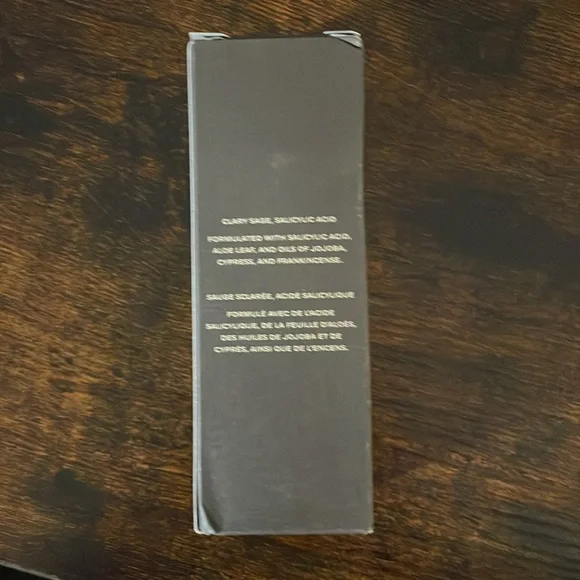 CLARY SAGE, SALICYLIC ACID
FORMULATED WITH SALICYLIC ACID,
ALOE LEAF, AND OILS OF JOJOBA,
CYPRESS, AND FRANKINCENSE.
SAUGE SCLARÉE, ACIDE SALICYLIQUE
FORMULÉ AVEC DE L'ACIDE
SALICYLIQUE, DE LA FEUILLE D'ALOÈS,
DES HUILES DE JOJOBA ET DE
CYPRÈS, AINSI QUE DE L'ENCENS.